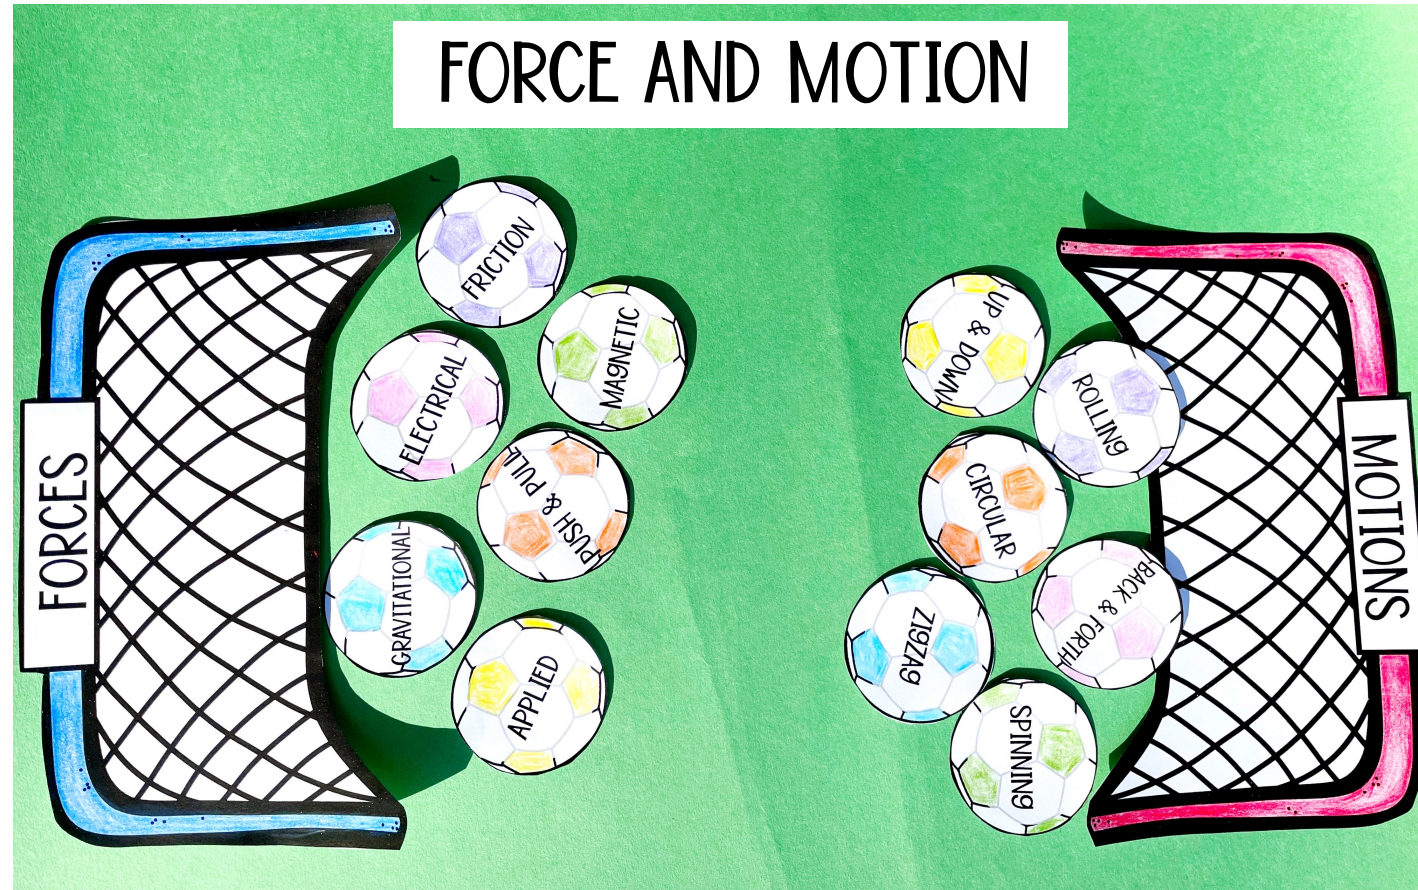 FORCE AND MOTION
FORCES
FRICTION
MAGNETIC
ELECTRICAL
PUSH & PULL
GRAVITATIONAL
APPLIED
UP & DOWN
ROLLING
CIRCULAR
BACK & FORTH
ZIGZAG
SPINNING
MOTIONS